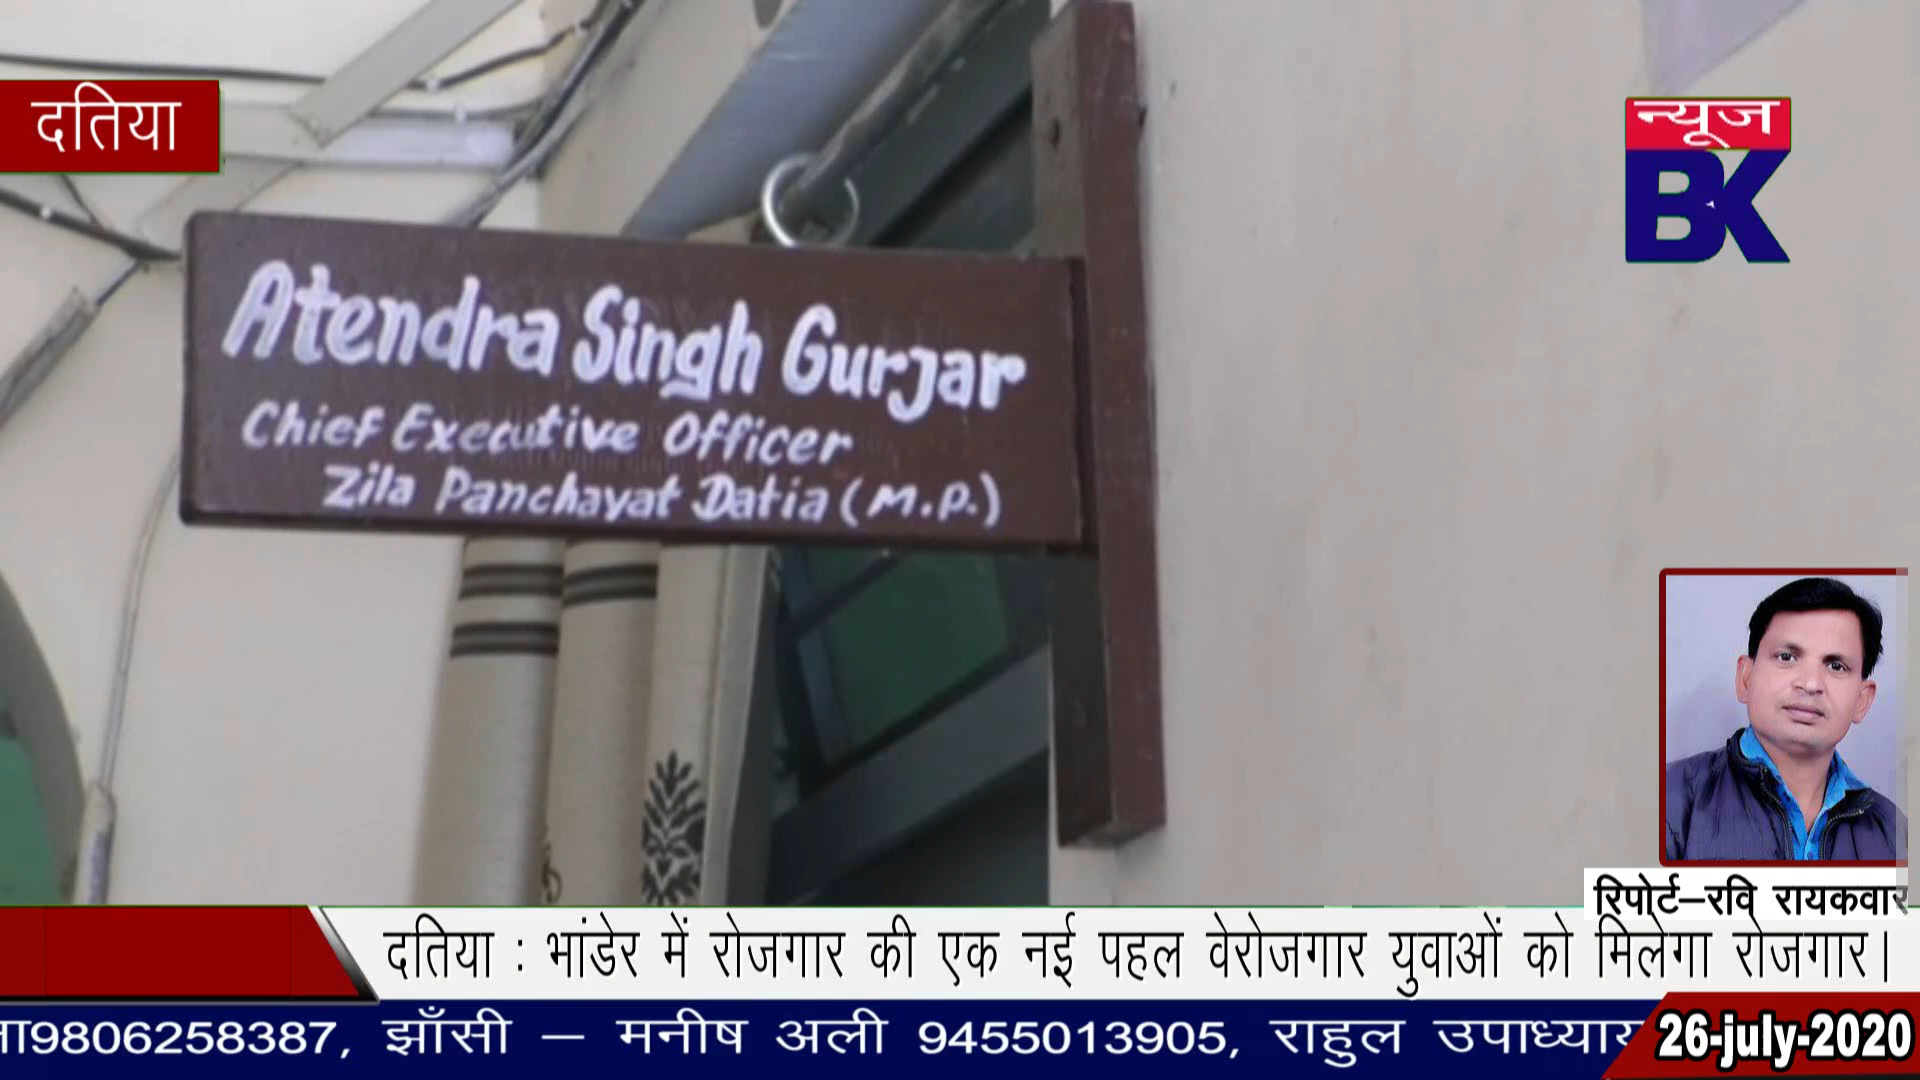 दतिया
न्यूज
BK
Atendra Singh Gurjar
Chief Executive Officer
Zila Panchayat Datia (M.P.)
रिपोर्ट–रवि रायकवार
दतिया : भांडेर में रोजगार की एक नई पहल वेरोजगार युवाओं को मिलेगा रोजगार।
9806258387, झाँसी – मनीष अली 9455013905, राहुल उपाध्याय
26-july-2020